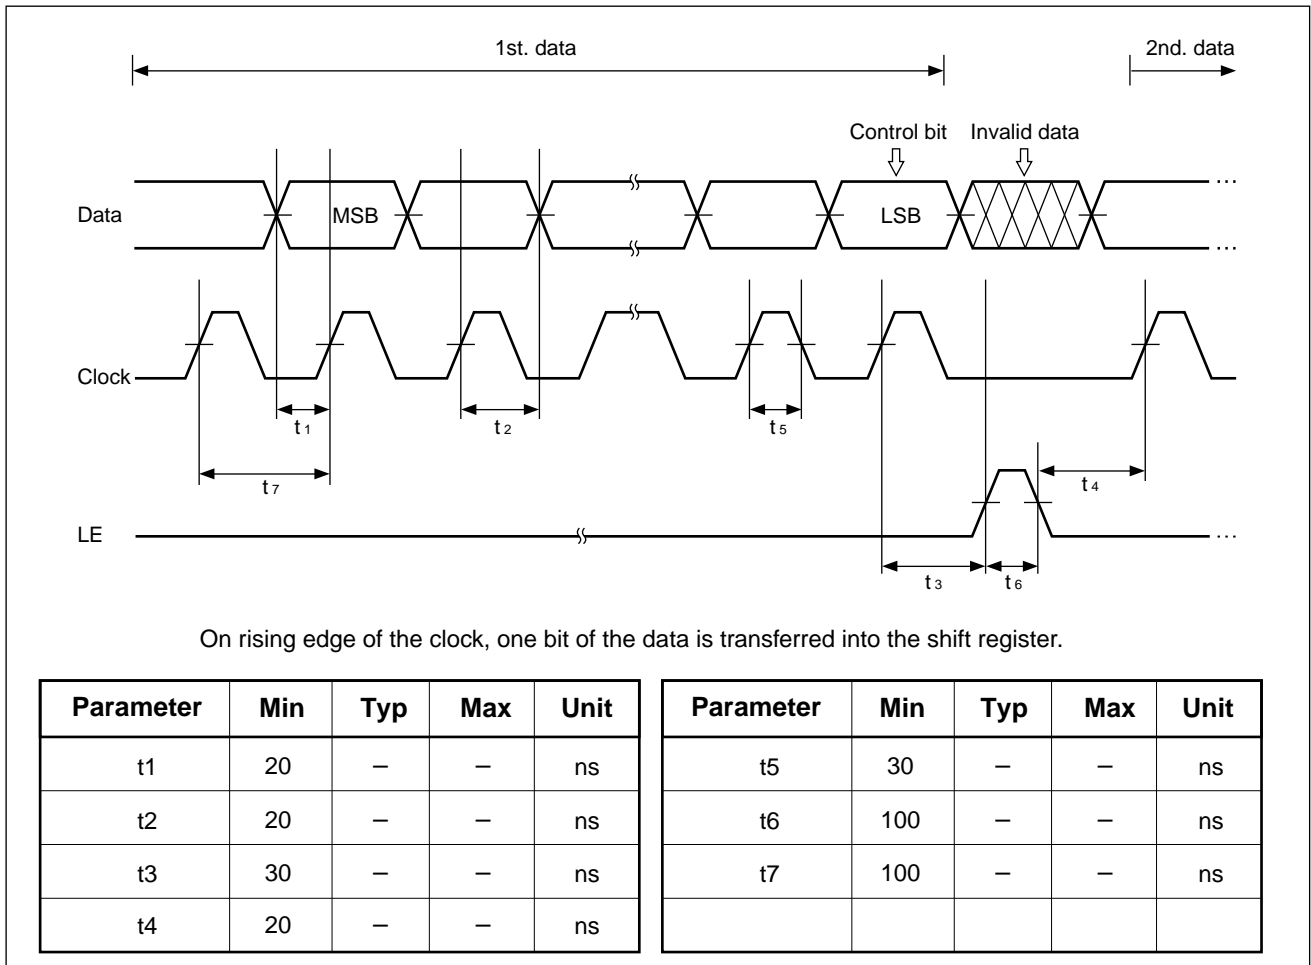 1st. data
2nd. data
Control bit
Invalid data
Data
MSB
LSB
...
...
Clock
t1
t2
t5
t7
t4
LE
...
t3
t6
On rising edge of the clock, one bit of the data is transferred into the shift register.
Parameter Min Typ Max Unit
t1 20 – – ns
t2 20 – – ns
t3 30 – – ns
t4 20 – – ns
Parameter Min Typ Max Unit
t5 30 – – ns
t6 100 – – ns
t7 100 – – ns